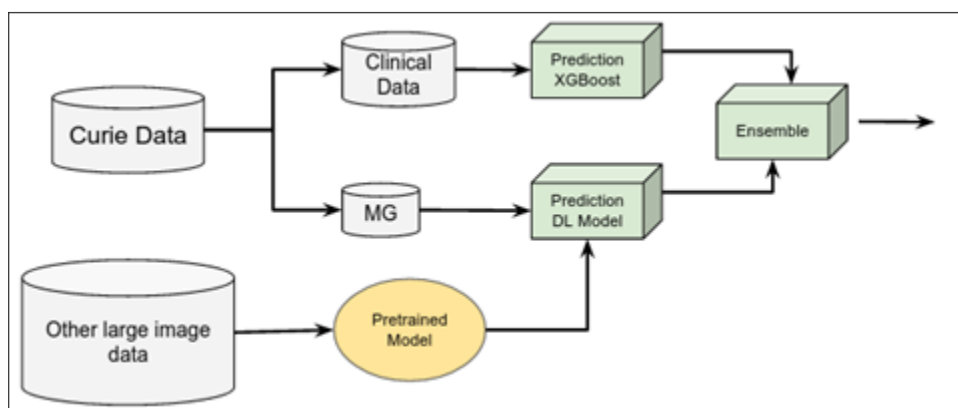 Clinical
Data
Prediction
XGBoost
Curie Data
Ensemble
MG
Prediction
DL Model
Other large image
data
Pretrained
Model